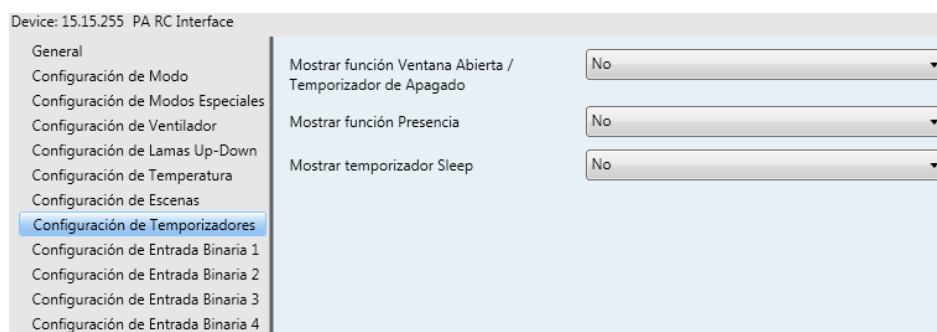 Device: 15.15.255 PA RC Interface
General
Configuración de Modo
Configuración de Modos Especiales
Configuración de Ventilador
Configuración de Lamas Up-Down
Configuración de Temperatura
Configuración de Escenas
Configuración de Temporizadores
Configuración de Entrada Binaria 1
Configuración de Entrada Binaria 2
Configuración de Entrada Binaria 3
Configuración de Entrada Binaria 4
Mostrar función Ventana Abierta /
Temporizador de Apagado
No
Mostrar función Presencia
No
Mostrar temporizador Sleep
No